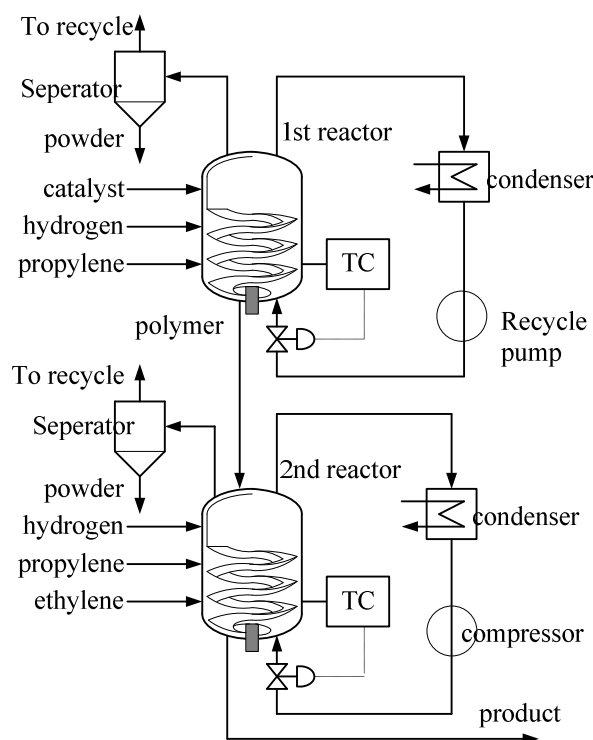 To recycle
Seperator
powder
1st reactor
condenser
catalyst
hydrogen
propylene
TC
polymer
Recycle
pump
To recycle
Seperator
powder
2nd reactor
condenser
hydrogen
propylene
ethylene
TC
compressor
product